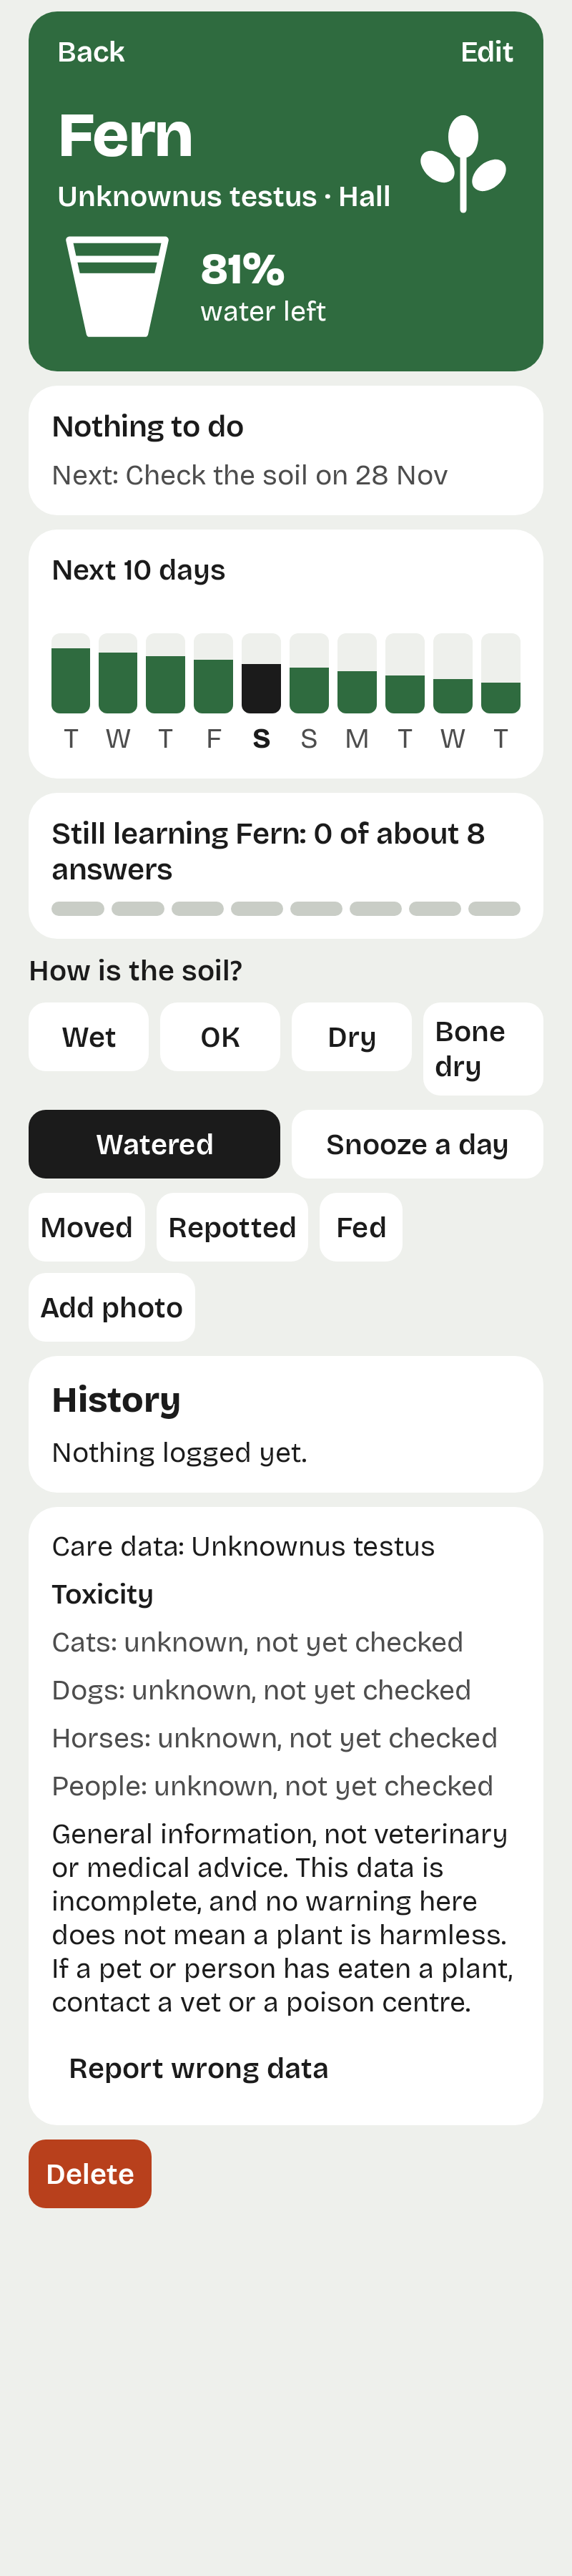 Back
Edit
Fern
Unknownus testus · Hall
81%
water left
Nothing to do
Next: Check the soil on 28 Nov
Next 10 days
T W T F S S M T W T
Still learning Fern: 0 of about 8
answers
How is the soil?
Wet
OK
Dry
Bone
dry
Watered
Snooze a day
Moved
Repotted
Fed
Add photo
History
Nothing logged yet.
Care data: Unknownus testus
Toxicity
Cats: unknown, not yet checked
Dogs: unknown, not yet checked
Horses: unknown, not yet checked
People: unknown, not yet checked
General information, not veterinary
or medical advice. This data is
incomplete, and no warning here
does not mean a plant is harmless.
If a pet or person has eaten a plant,
contact a vet or a poison centre.
Report wrong data
Delete